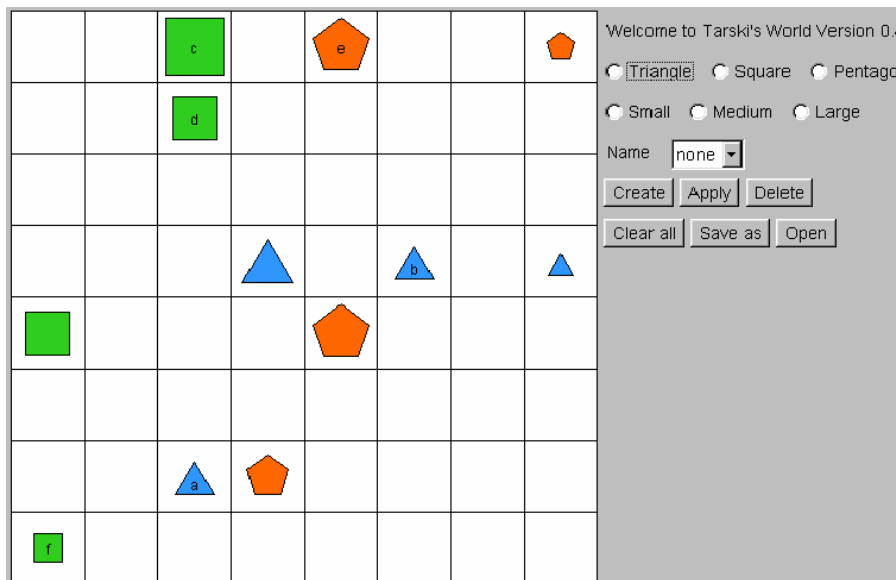 c
e
Welcome to Tarski's World Version 0.
Triangle Square Pentago
d
Small Medium Large
Name none
Create Apply Delete
Clear all Save as Open
b
a
f